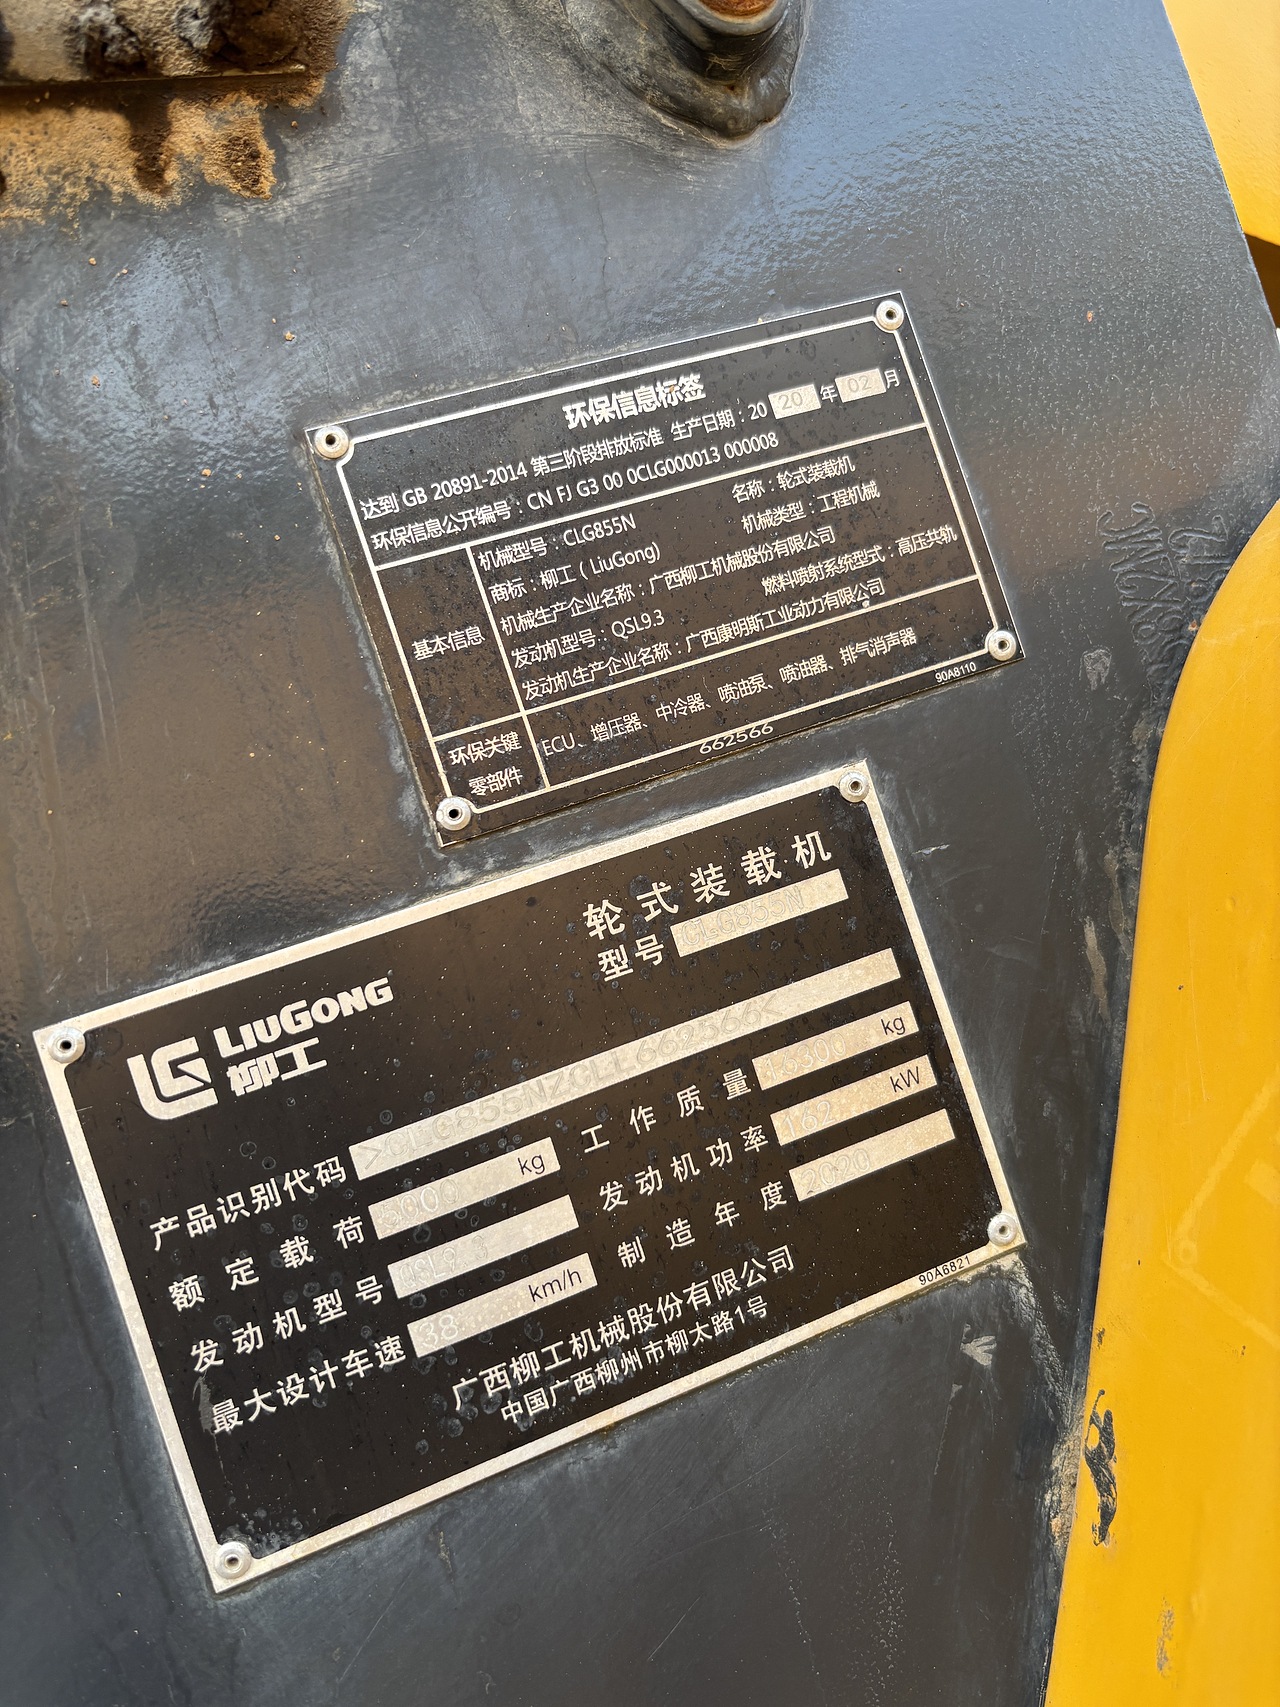 环保信息标签
达到 GB 20891-2014 第三阶段排放标准 生产日期：20 20 年 02 月
环保信息公开编号：CN FJ G3 00 0CLG000013 000008
基本信息
机械型号：CLG855N 名称：轮式装载机
商标：柳工（LiuGong) 机械类型：工程机械
机械生产企业名称：广西柳工机械股份有限公司
发动机型号：QSL9.3 燃料喷射系统型式：高压共轨
发动机生产企业名称：广西康明斯工业动力有限公司
环保关键零部件
ECU、增压器、中冷器、喷油泵、喷油器、排气消声器
662566
90A8110
轮式装载机
型号 CLG855N
LG LIUGONG
柳工
产品识别代码 >CLG855NZCLL662566<
额定载荷 5000 kg 工作质量 16300 kg
发动机型号 QSL9.3 发动机功率 162 kW
最大设计车速 38 km/h 制造年度 2020
广西柳工机械股份有限公司
中国广西柳州市柳太路1号
90A6821